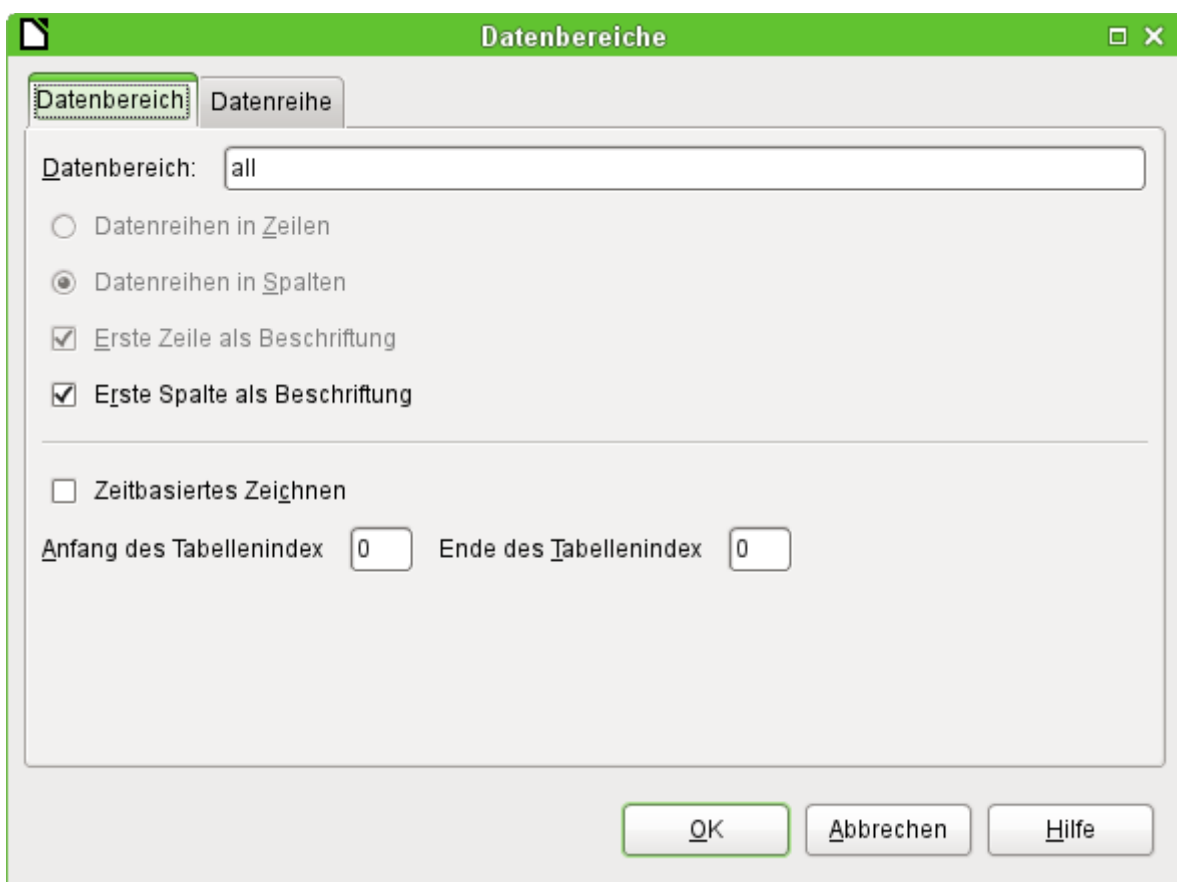 Datenbereiche
Datenbereich Datenreihe
Datenbereich: all
Datenreihen in Zeilen
Datenreihen in Spalten
Erste Zeile als Beschriftung
Erste Spalte als Beschriftung
Zeitbasiertes Zeichnen
Anfang des Tabellenindex 0 Ende des Tabellenindex 0
OK Abbrechen Hilfe